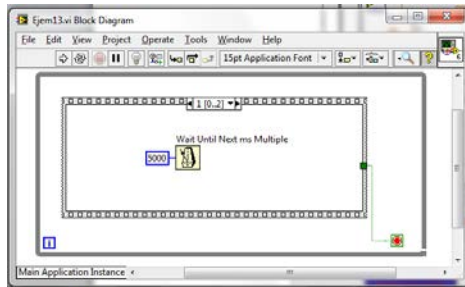 Ejem13.vi Block Diagram
File Edit View Project Operate Tools Window Help
15pt Application Font
1 [0..2]
Wait Until Next ms Multiple
5000
i
Main Application Instance